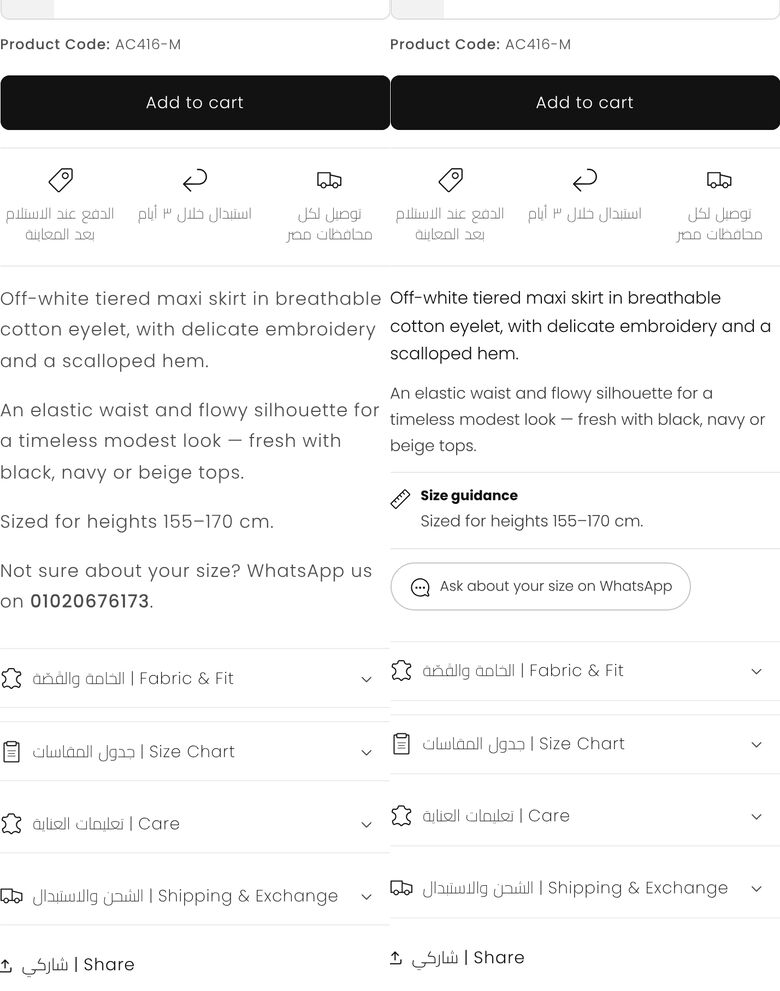 Product Code: AC416-M
Add to cart
الدفع عند الاستلام
بعد المعاينة
استبدال خلال ٣ أيام
توصيل لكل
محافظات مصر
Off-white tiered maxi skirt in breathable
cotton eyelet, with delicate embroidery
and a scalloped hem.
An elastic waist and flowy silhouette for
a timeless modest look — fresh with
black, navy or beige tops.
Sized for heights 155–170 cm.
Not sure about your size? WhatsApp us
on 01020676173.
الخامة والقَصّة | Fabric & Fit
جدول المقاسات | Size Chart
تعليمات العناية | Care
الشحن والاستبدال | Shipping & Exchange
شاركي | Share
Product Code: AC416-M
Add to cart
الدفع عند الاستلام
بعد المعاينة
استبدال خلال ٣ أيام
توصيل لكل
محافظات مصر
Off-white tiered maxi skirt in breathable
cotton eyelet, with delicate embroidery and a
scalloped hem.
An elastic waist and flowy silhouette for a
timeless modest look — fresh with black, navy or
beige tops.
Size guidance
Sized for heights 155–170 cm.
Ask about your size on WhatsApp
الخامة والقَصّة | Fabric & Fit
جدول المقاسات | Size Chart
تعليمات العناية | Care
الشحن والاستبدال | Shipping & Exchange
شاركي | Share